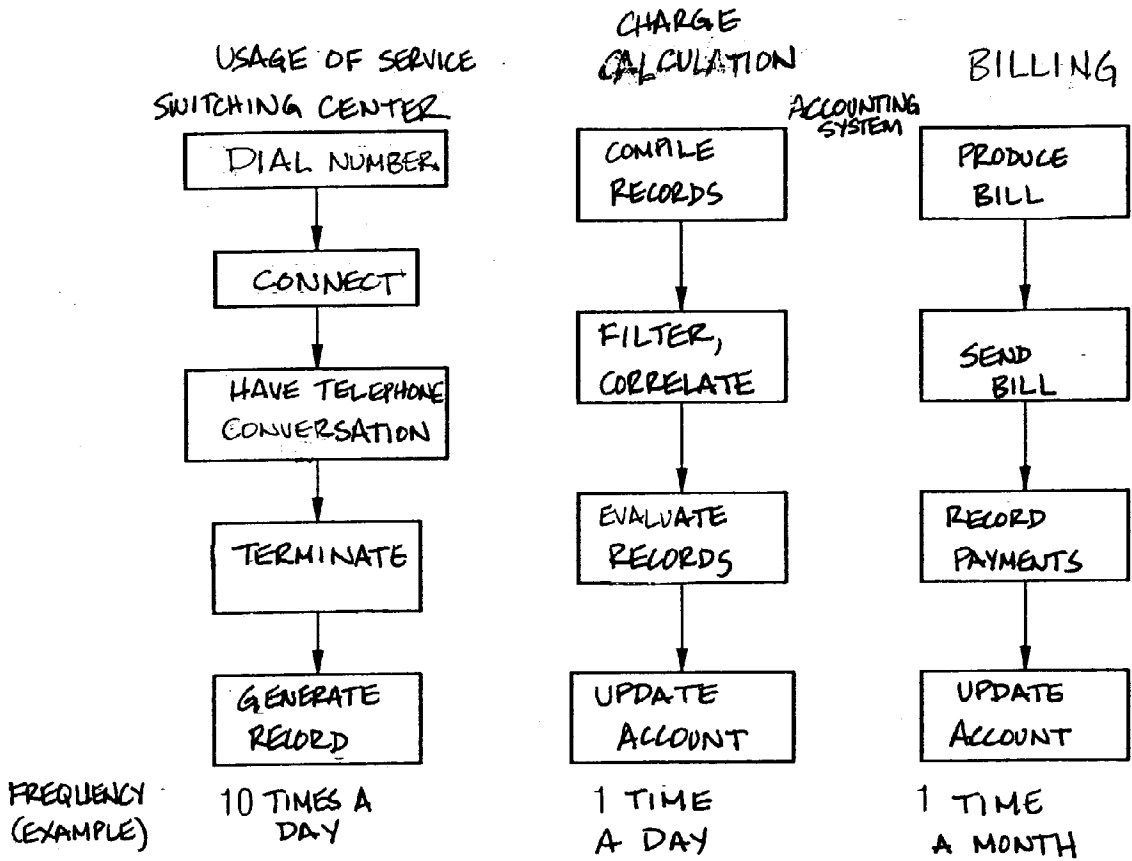 USAGE OF SERVICE
SWITCHING CENTER
DIAL NUMBER
CONNECT
HAVE TELEPHONE
CONVERSATION
TERMINATE
GENERATE
RECORD
CHARGE
CALCULATION
ACCOUNTING
SYSTEM
COMPILE
RECORDS
FILTER,
CORRELATE
EVALUATE
RECORDS
UPDATE
ACCOUNT
BILLING
PRODUCE
BILL
SEND
BILL
RECORD
PAYMENTS
UPDATE
ACCOUNT
FREQUENCY
(EXAMPLE)
10 TIMES A
DAY
1 TIME
A DAY
1 TIME
A MONTH